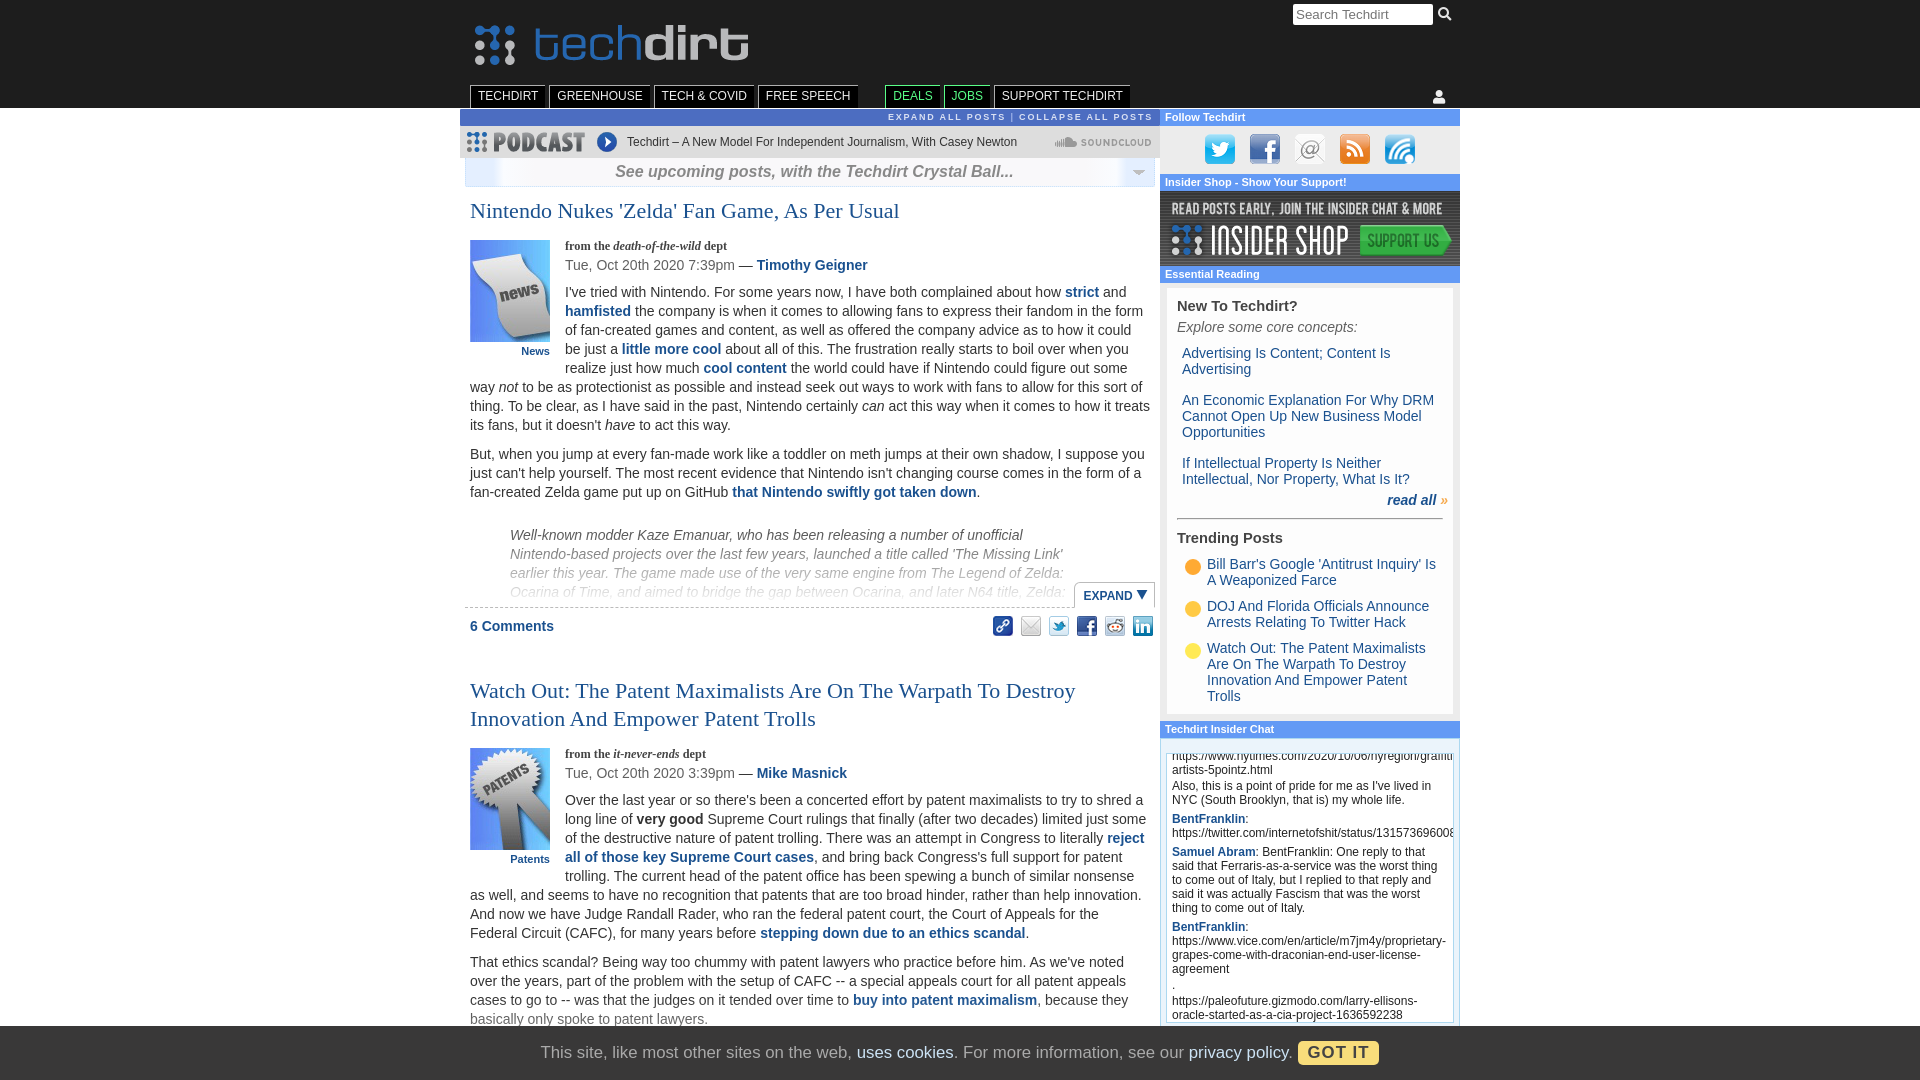 Search Techdirt
techdirt
TECHDIRT GREENHOUSE TECH & COVID FREE SPEECH DEALS JOBS SUPPORT TECHDIRT
EXPAND ALL POSTS | COLLAPSE ALL POSTS
PODCAST Techdirt – A New Model For Independent Journalism, With Casey Newton SOUNDCLOUD
See upcoming posts, with the Techdirt Crystal Ball...
Nintendo Nukes 'Zelda' Fan Game, As Per Usual
news
News
from the death-of-the-wild dept
Tue, Oct 20th 2020 7:39pm — Timothy Geigner
I've tried with Nintendo. For some years now, I have both complained about how strict and
hamfisted the company is when it comes to allowing fans to express their fandom in the form
of fan-created games and content, as well as offered the company advice as to how it could
be just a little more cool about all of this. The frustration really starts to boil over when you
realize just how much cool content the world could have if Nintendo could figure out some
way not to be as protectionist as possible and instead seek out ways to work with fans to allow for this sort of
thing. To be clear, as I have said in the past, Nintendo certainly can act this way when it comes to how it treats
its fans, but it doesn't have to act this way.
But, when you jump at every fan-made work like a toddler on meth jumps at their own shadow, I suppose you
just can't help yourself. The most recent evidence that Nintendo isn't changing course comes in the form of a
fan-created Zelda game put up on GitHub that Nintendo swiftly got taken down.
Well-known modder Kaze Emanuar, who has been releasing a number of unofficial
Nintendo-based projects over the last few years, launched a title called 'The Missing Link'
earlier this year. The game made use of the very same engine from The Legend of Zelda:
Ocarina of Time, and aimed to bridge the gap between Ocarina, and later N64 title, Zelda:
EXPAND
6 Comments
Watch Out: The Patent Maximalists Are On The Warpath To Destroy
Innovation And Empower Patent Trolls
PATENTS
Patents
from the it-never-ends dept
Tue, Oct 20th 2020 3:39pm — Mike Masnick
Over the last year or so there's been a concerted effort by patent maximalists to try to shred a
long line of very good Supreme Court rulings that finally (after two decades) limited just some
of the destructive nature of patent trolling. There was an attempt in Congress to literally reject
all of those key Supreme Court cases, and bring back Congress's full support for patent
trolling. The current head of the patent office has been spewing a bunch of similar nonsense
as well, and seems to have no recognition that patents that are too broad hinder, rather than help innovation.
And now we have Judge Randall Rader, who ran the federal patent court, the Court of Appeals for the
Federal Circuit (CAFC), for many years before stepping down due to an ethics scandal.
That ethics scandal? Being way too chummy with patent lawyers who practice before him. As we've noted
over the years, part of the problem with the setup of CAFC -- a special appeals court for all patent appeals
cases to go to -- was that the judges on it tended over time to buy into patent maximalism, because they
basically only spoke to patent lawyers.
Follow Techdirt
Insider Shop - Show Your Support!
READ POSTS EARLY, JOIN THE INSIDER CHAT & MORE
INSIDER SHOP SUPPORT US
Essential Reading
New To Techdirt?
Explore some core concepts:
Advertising Is Content; Content Is
Advertising
An Economic Explanation For Why DRM
Cannot Open Up New Business Model
Opportunities
If Intellectual Property Is Neither
Intellectual, Nor Property, What Is It?
read all »
Trending Posts
Bill Barr's Google 'Antitrust Inquiry' Is
A Weaponized Farce
DOJ And Florida Officials Announce
Arrests Relating To Twitter Hack
Watch Out: The Patent Maximalists
Are On The Warpath To Destroy
Innovation And Empower Patent
Trolls
Techdirt Insider Chat
https://www.nytimes.com/2020/10/06/nyregion/graffiti-
artists-5pointz.html
Also, this is a point of pride for me as I've lived in
NYC (South Brooklyn, that is) my whole life.
BentFranklin:
https://twitter.com/internetofshit/status/131573696008
Samuel Abram: BentFranklin: One reply to that
said that Ferraris-as-a-service was the worst thing
to come out of Italy, but I replied to that reply and
said it was actually Fascism that was the worst
thing to come out of Italy.
BentFranklin:
https://www.vice.com/en/article/m7jm4y/proprietary-
grapes-come-with-draconian-end-user-license-
agreement
.
https://paleofuture.gizmodo.com/larry-ellisons-
oracle-started-as-a-cia-project-1636592238
This site, like most other sites on the web, uses cookies. For more information, see our privacy policy. GOT IT